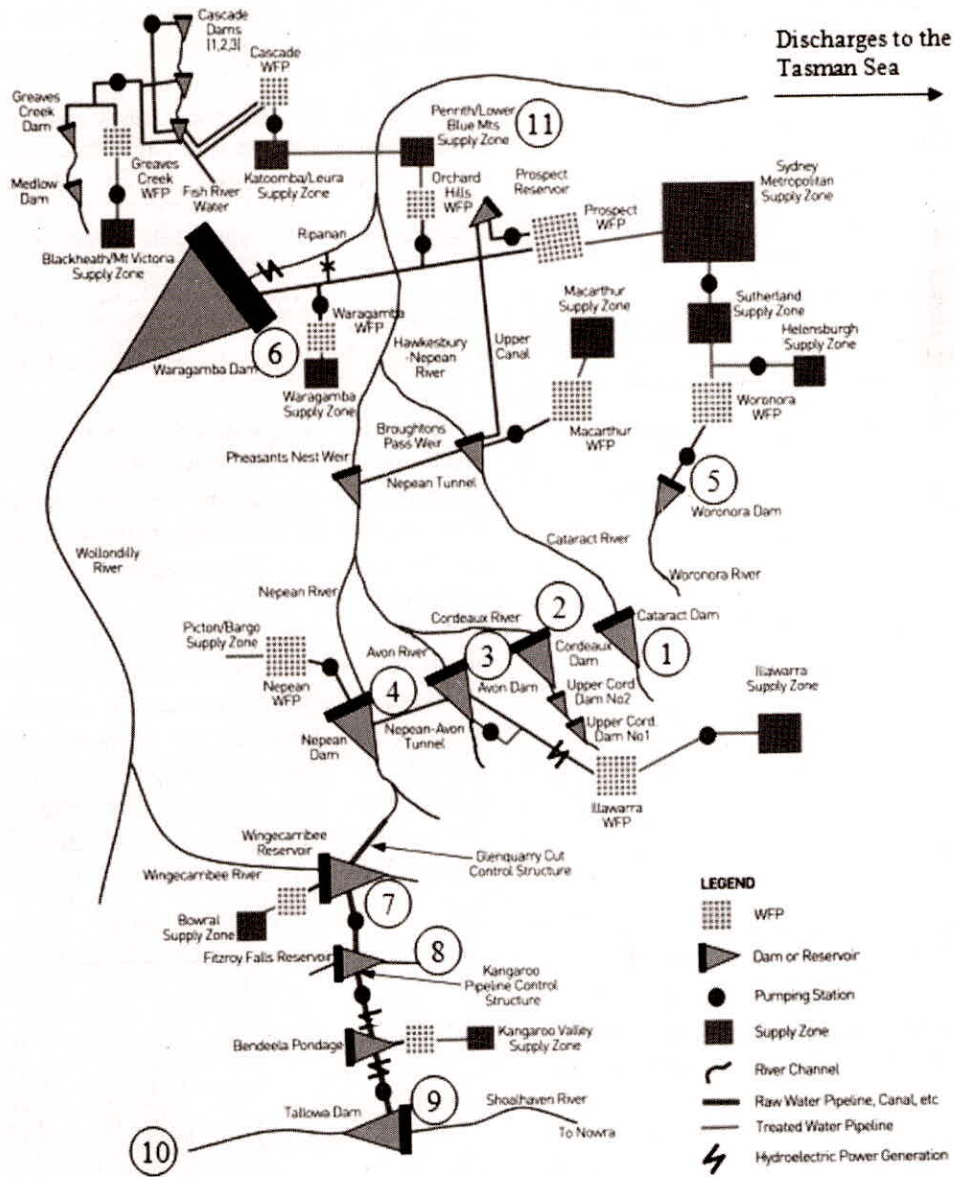 Cascade
Dams
[1,2,3]
Cascade
WFP
Discharges to the
Tasman Sea
Greaves
Creek
Dam
Penrith/Lower
Blue Mts
Supply Zone
11
Greaves
Creek
WFP
Medlow
Dam
Fish River
Water
Katoomba/Leura
Supply Zone
Orchard
Hills
WFP
Prospect
Reservoir
Prospect
WFP
Sydney
Metropolitan
Supply Zone
Blackheath/Mt Victoria
Supply Zone
Riparian
Waragamba
WFP
Macarthur
Supply Zone
Sutherland
Supply Zone
Helensburgh
Supply Zone
6
Waragamba Dam
Waragamba
Supply Zone
Hawkesbury
-Nepean
River
Upper
Canal
Woronora
WFP
Broughtons
Pass Weir
Macarthur
WFP
Pheasants Nest Weir
Nepean Tunnel
5
Woronora Dam
Wollondilly
River
Cataract River
Woronora River
Nepean River
Picton/Bargo
Supply Zone
Cordeaux River
2
Cataract Dam
Avon River
3
Cordeaux
Dam
1
Nepean
WFP
4
Avon Dam
Upper Cord.
Dam No2
Illawarra
Supply Zone
Nepean
Dam
Nepean-Avon
Tunnel
Upper Cord.
Dam No1
Illawarra
WFP
Wingecarribee
Reservoir
Glenquarry Cut
Control Structure
Wingecarribee River
7
Bowral
Supply Zone
Fitzroy Falls Reservoir
8
Kangaroo
Pipeline Control
Structure
Bendeela Pondage
Kangaroo Valley
Supply Zone
Tallowa Dam
9
Shoalhaven River
To Nowra
10
LEGEND
WFP
Dam or Reservoir
Pumping Station
Supply Zone
River Channel
Raw Water Pipeline, Canal, etc
Treated Water Pipeline
Hydroelectric Power Generation